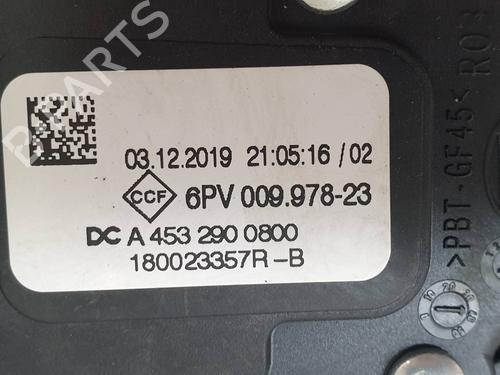 03.12.2019 21:05:16 /02
CCF 6PV 009.978-23
DC A 453 290 0800
180023357R-B
>PBT-GF45< R03